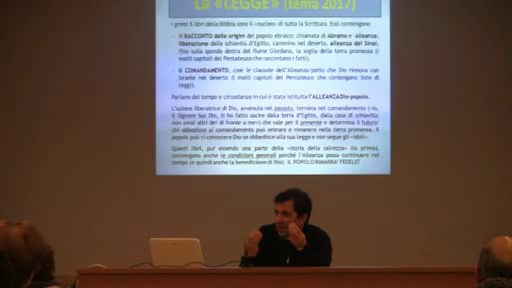 La «LEGGE» (tema 2017)
I primi 5 libri della Bibbia sono il «nucleo» di tutta la Scrittura. Essi contengono
- Il RACCONTO delle origini del popolo ebraico: chiamata di Abramo e alleanza;
liberazione dalla schiavitù d'Egitto, cammino nel deserto, alleanza del Sinai,
fino sulla sponda destra del fiume Giordano, la soglia della terra promessa (i
molti capitoli del Pentateuco che raccontano i fatti).
- Il COMANDAMENTO, cioè le clausole dell'Alleanza/patto che Dio rinnova con
Israele nel deserto (i molti capitoli del Pentateuco che contengono liste di
leggi).
Parlano del tempo e circostanze in cui è stata istituita l'ALLEANZA Dio-popolo.
L'azione liberatrice di Dio, avvenuta nel passato, termina nel comandamento («Io,
il Signore tuo Dio, ti ho fatto uscire dalla terra d'Egitto, dalla casa di schiavitù:
non avrai altri dei di fronte a me») che vale per il presente e determina il futuro:
chi obbedisce al comandamento può entrare e rimanere nella terra promessa. Il
popolo può ri-conoscere Dio se obbedisce alla sua legge e non segue gli «idoli».
Questi libri, pur essendo una parte della «storia della salvezza» (la prima),
contengono anche le condizioni generali perché l'Alleanza possa continuare nel
tempo (e quindi anche la benedizione di Dio). IL POPOLO RIMARRA' FEDELE?